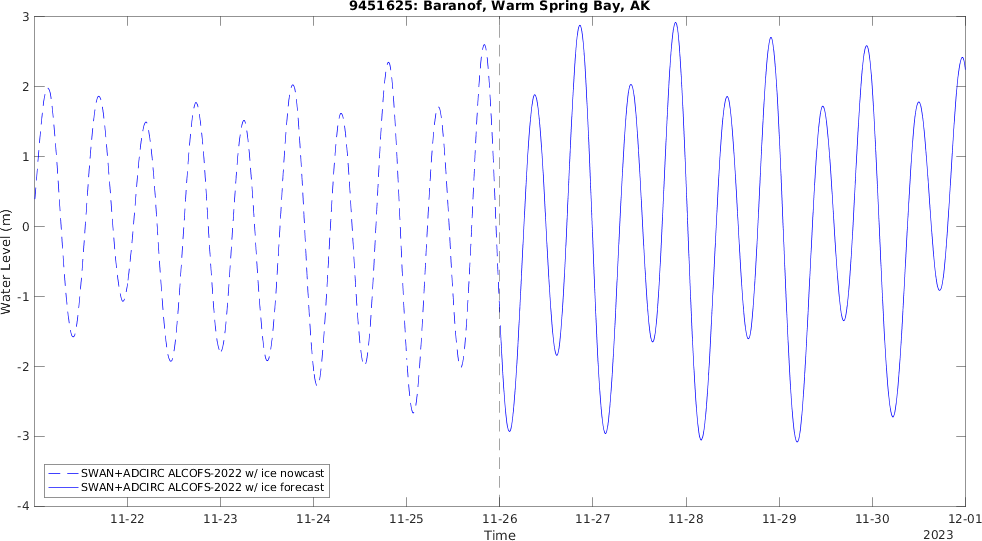 9451625: Baranof, Warm Spring Bay, AK
3
2
1
0
-1
-2
-3
-4
Water Level (m)
SWAN+ADCIRC ALCOFS-2022 w/ ice nowcast
SWAN+ADCIRC ALCOFS-2022 w/ ice forecast
11-22 11-23 11-24 11-25 11-26 11-27 11-28 11-29 11-30 12-01
Time
2023